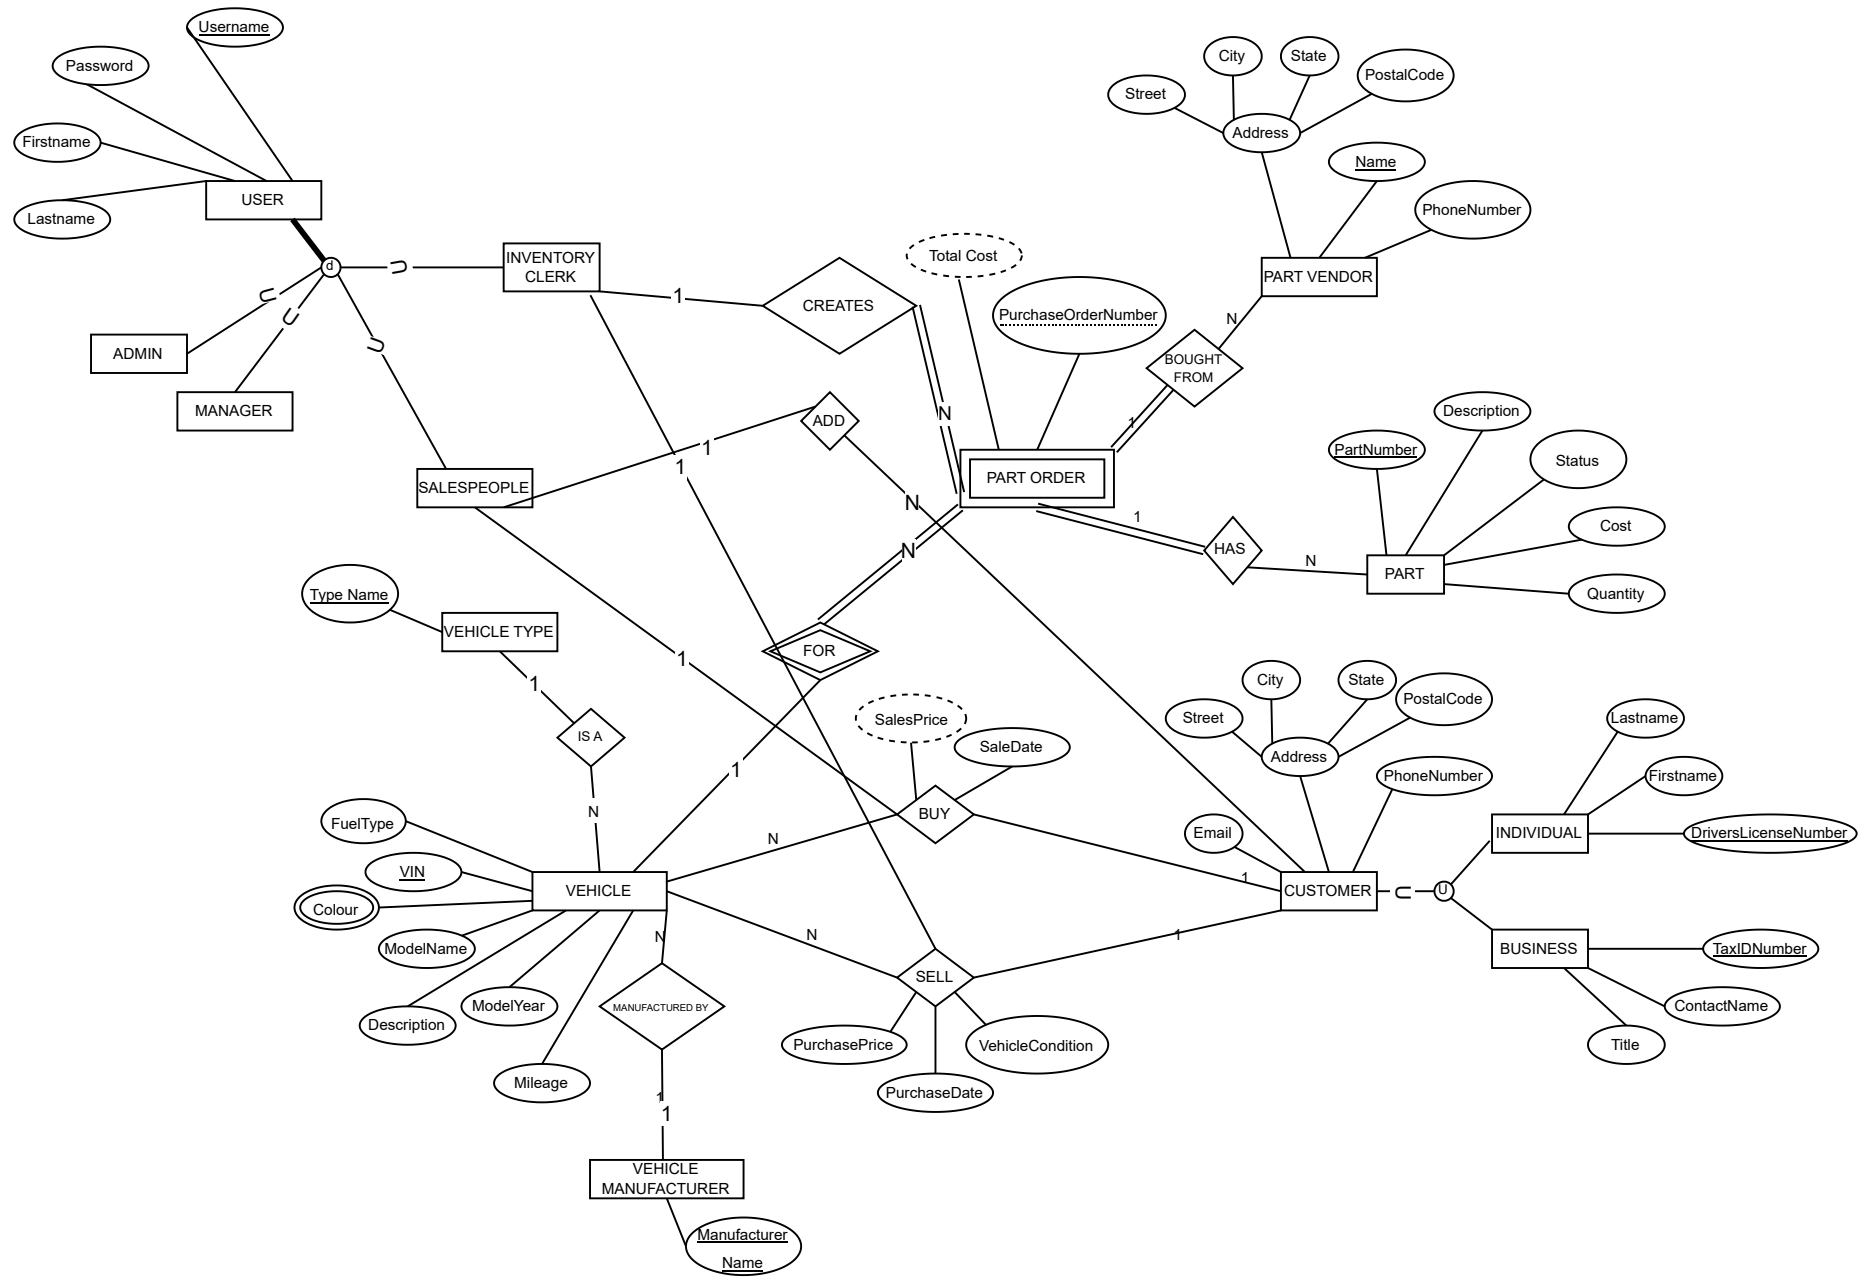 Username
Password
Firstname
Lastname
USER
d
U
U
U
U
INVENTORY
CLERK
ADMIN
MANAGER
SALESPEOPLE
1
CREATES
N
Total Cost
PurchaseOrderNumber
City
State
Street
PostalCode
Address
Name
PhoneNumber
PART VENDOR
N
BOUGHT
FROM
1
PART ORDER
ADD
1
1
N
N
1
HAS
N
PART
PartNumber
Description
Status
Cost
Quantity
Type Name
VEHICLE TYPE
1
IS A
N
FOR
1
1
SalesPrice
SaleDate
BUY
N
1
City
State
Street
PostalCode
Address
PhoneNumber
Email
CUSTOMER
U
U
Lastname
Firstname
INDIVIDUAL
DriversLicenseNumber
BUSINESS
TaxIDNumber
ContactName
Title
FuelType
VIN
Colour
ModelName
Description
ModelYear
Mileage
VEHICLE
N
N
1
SELL
PurchasePrice
PurchaseDate
VehicleCondition
MANUFACTURED BY
1
1
VEHICLE
MANUFACTURER
Manufacturer
Name